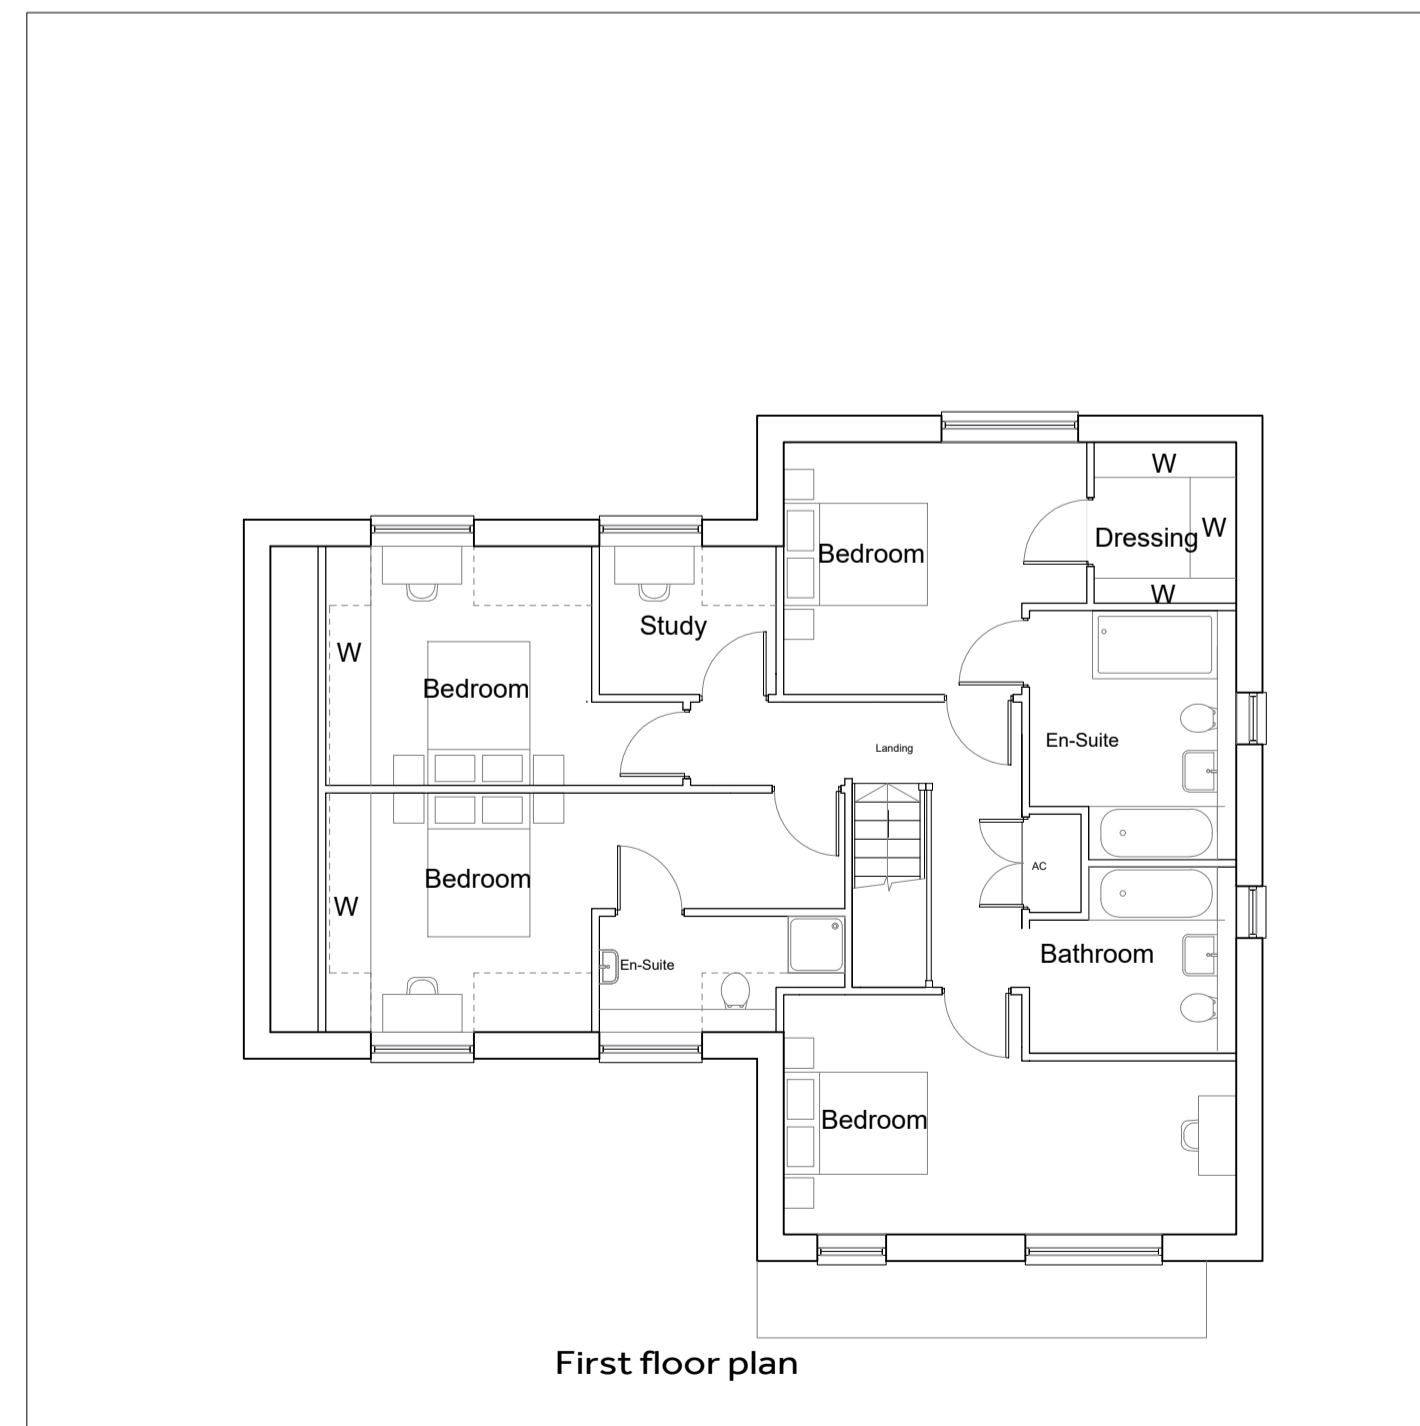 W
Dressing
W
Bedroom
W
Study
W
Bedroom
En-Suite
Landing
AC
Bedroom
W
Bathroom
En-Suite
Bedroom
First floor plan